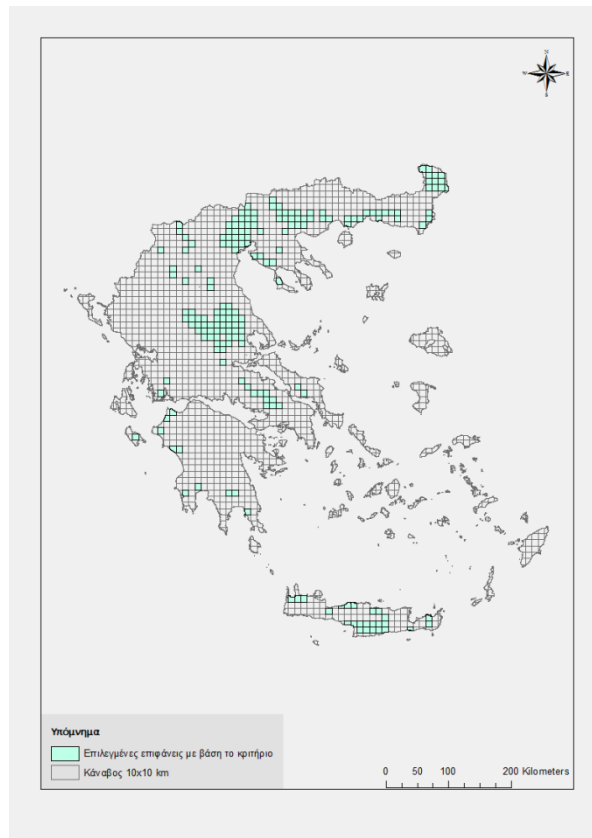 N
W
E
S
Υπόμνημα
Επιλεγμένες επιφάνεις με βάση το κριτήριο
Κάναβος 10x10 km
0 50 100 200 Kilometers